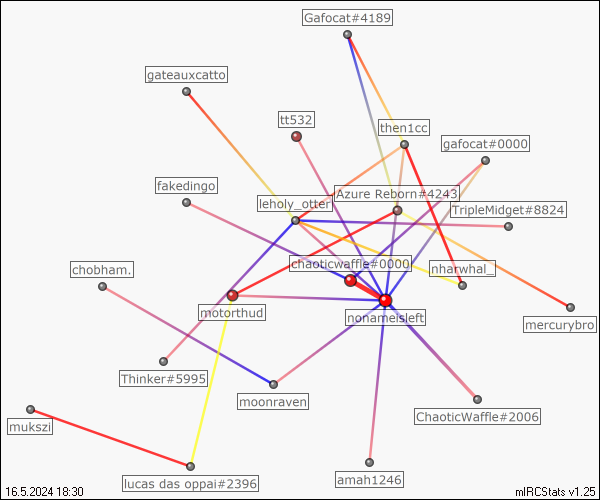 Gafocat#4189
gateauxcatto
tt532
then1cc
gafocat#0000
fakedingo
Azure Reborn#4243
leholy_otter
TripleMidget#8824
chaoticwaffle#0000
nharwhal_
chobham.
motorthud
nonameisleft
mercurybro
Thinker#5995
moonraven
ChaoticWaffle#2006
mukszi
lucas das oppai#2396
amah1246
16.5.2024 18:30
mIRCStats v1.25